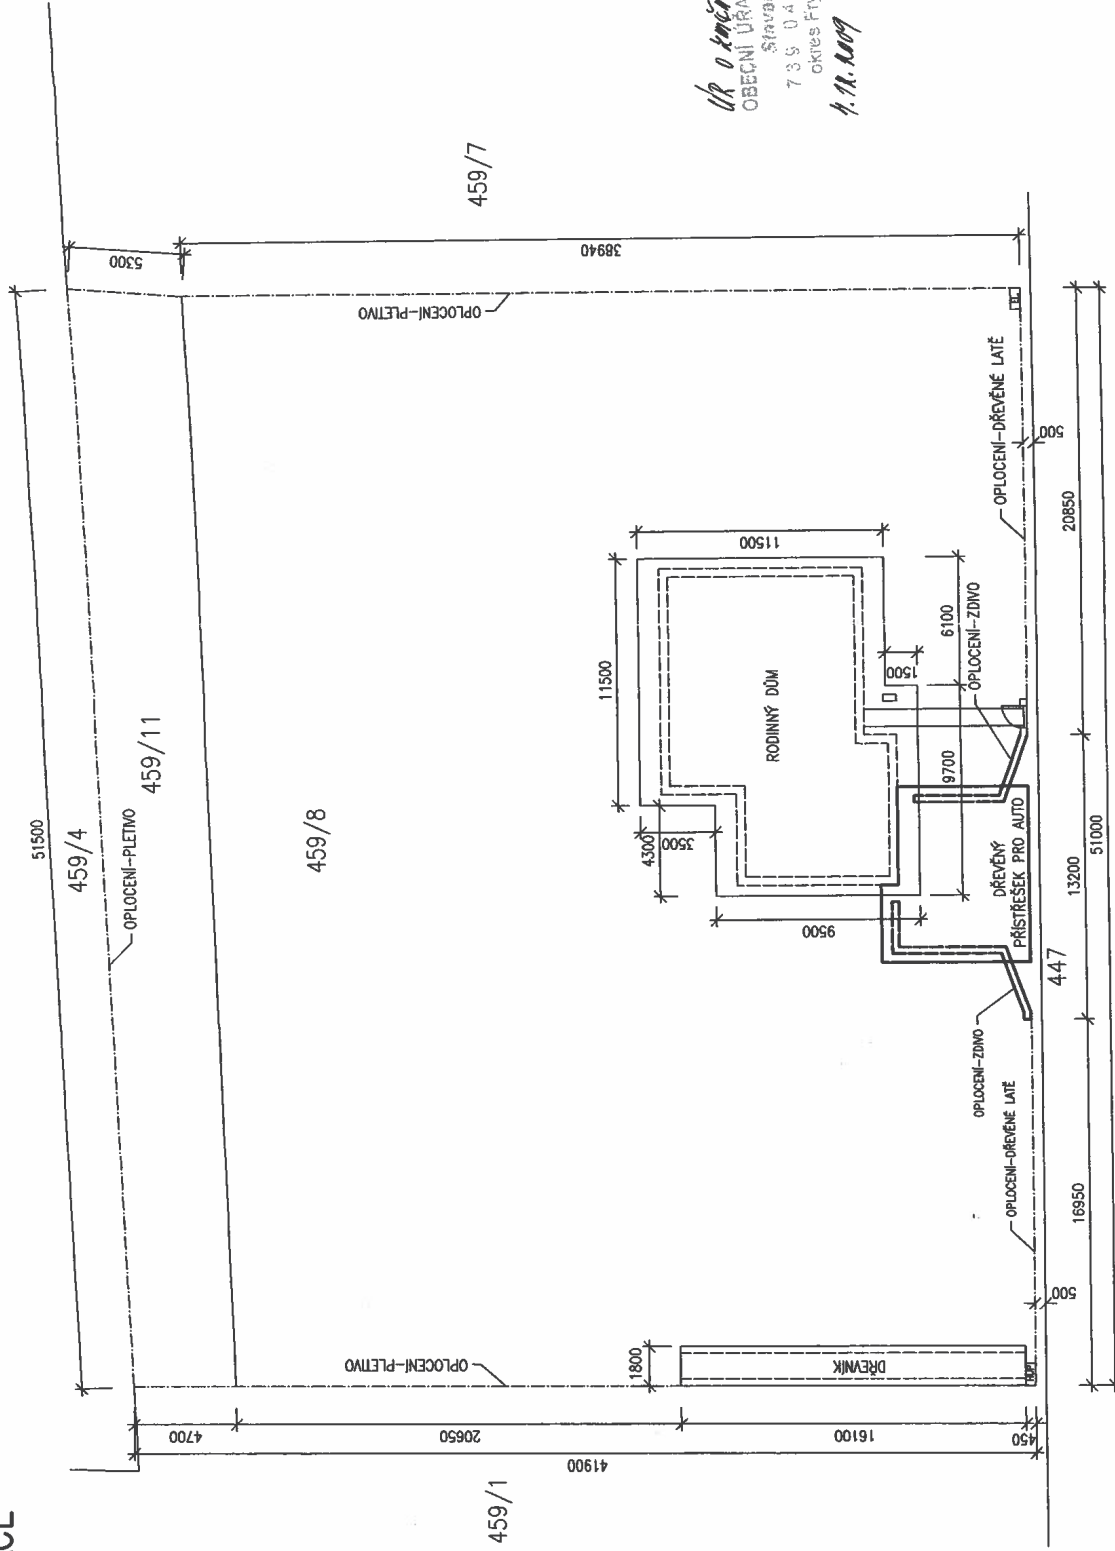 51500
459/4
OPLOCENÍ-PLETIVO
459/11
459/8
5300
38940
OPLOCENÍ-PLETIVO
459/7
ÚR
OBECNÍ
okres
11500
11500
RODINNÝ DŮM
4300
3500
9500
1500
6100
9700
OPLOCENÍ-ZDIVO
OPLOCENÍ-DŘEVĚNÉ LATĚ
500
20850
DŘEVĚNÝ
PŘÍSTŘEŠEK PRO AUTO
447
13200
51000
OPLOCENÍ-ZDIVO
OPLOCENÍ-DŘEVĚNÉ LATĚ
16950
500
OPLOCENÍ-PLETIVO
1800
DŘEVNÍK
HUP
4700
20650
16100
450
41900
459/1